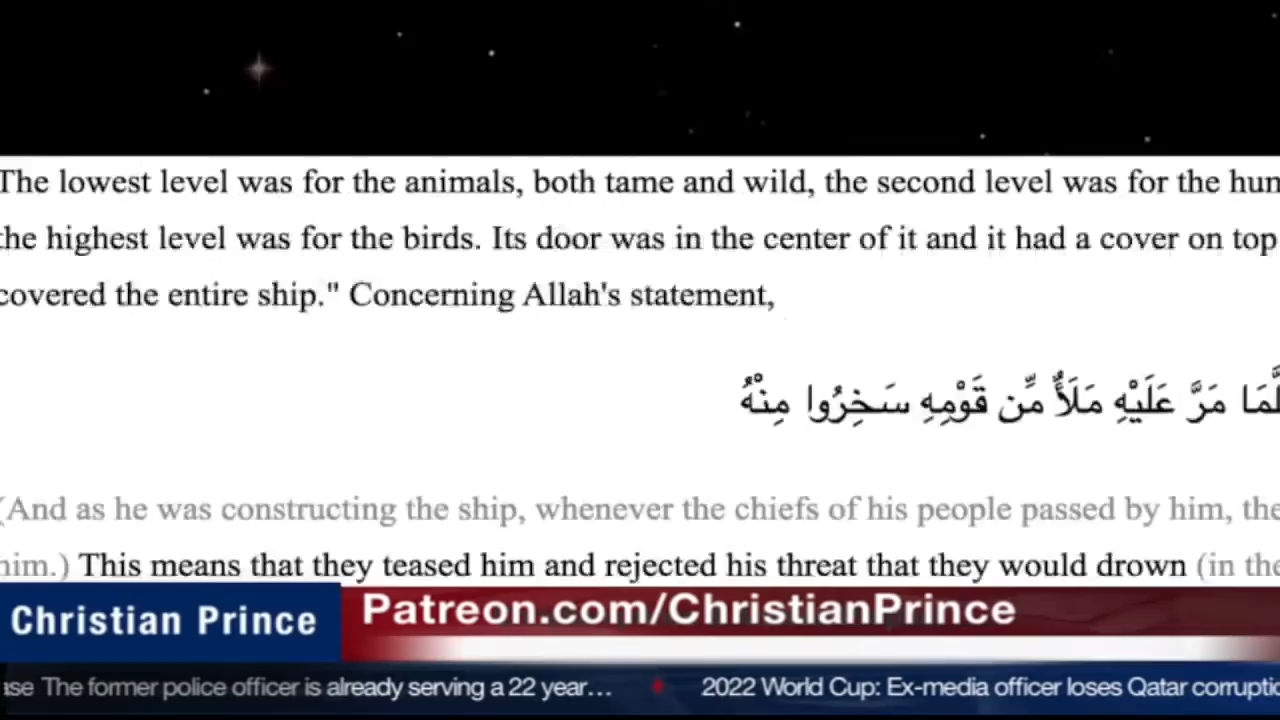 The lowest level was for the animals, both tame and wild, the second level was for the
the highest level was for the birds. Its door was in the center of it and it had a cover on top
covered the entire ship." Concerning Allah's statement,
مَرَّ عَلَيْهِ مَلَأٌ مِّن قَوْمِهِ سَخِرُوا مِنْهُ
(And as he was constructing the ship, whenever the chiefs of his people passed by him,
him.) This means that they teased him and rejected his threat that they would drown (in
Christian Prince
Patreon.com/ChristianPrince
The former police officer is already serving a 22 year… 2022 World Cup: Ex-media officer loses Qatar